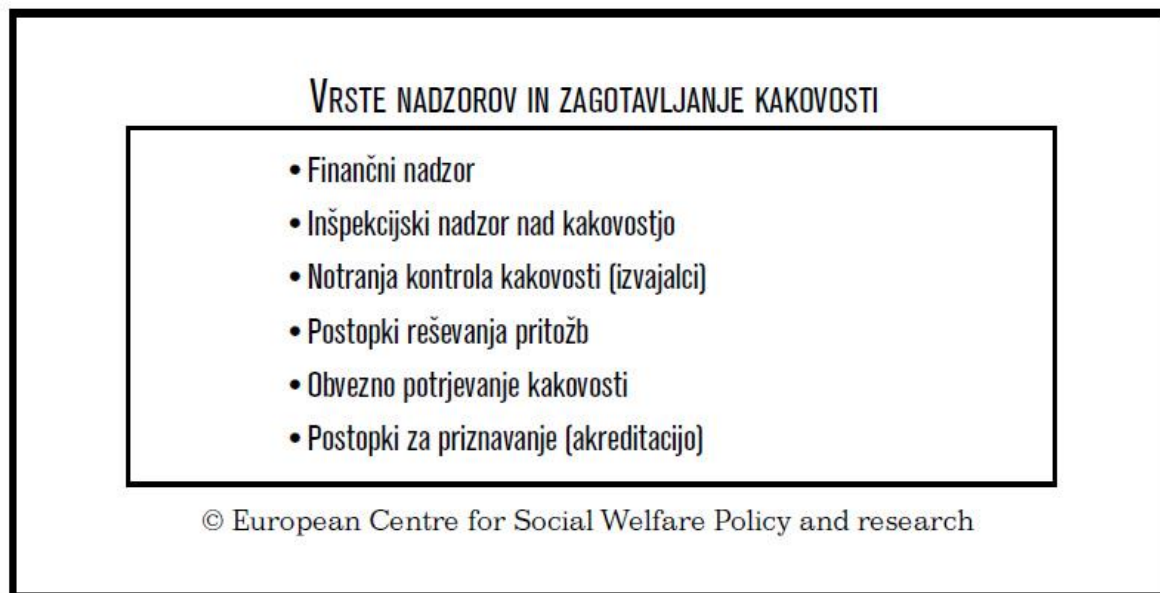 VRSTE NADZOROV IN ZAGOTAVLJANJE KAKOVOSTI
• Finančni nadzor
• Inšpekcijski nadzor nad kakovostjo
• Notranja kontrola kakovosti (izvajalci)
• Postopki reševanja pritožb
• Obvezno potrjevanje kakovosti
• Postopki za priznavanje (akreditacijo)
© European Centre for Social Welfare Policy and research